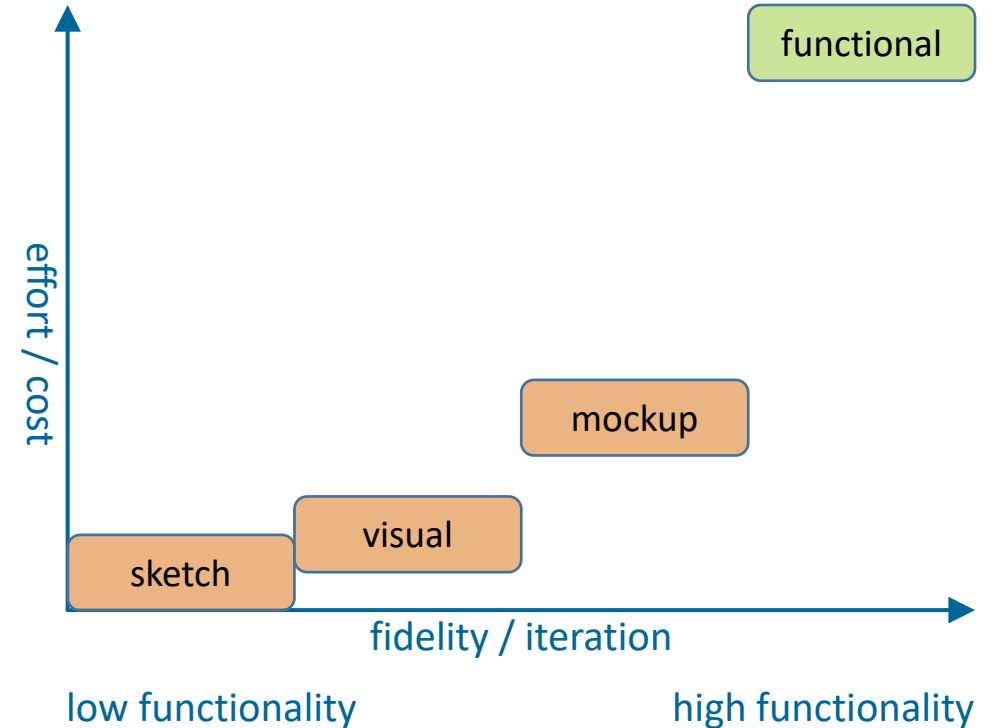 functional
effort / cost
mockup
visual
sketch
fidelity / iteration
low functionality
high functionality